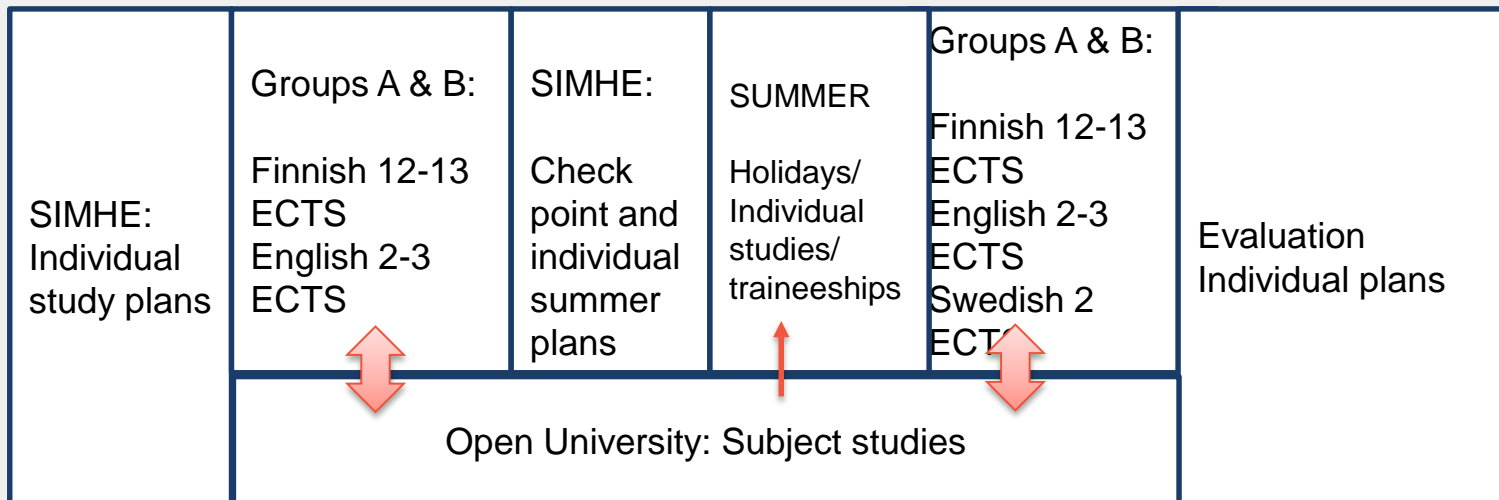 SIMHE:
Individual
study plans
Groups A & B:
Finnish 12-13
ECTS
English 2-3
ECTS
SIMHE:
Check
point and
individual
summer
plans
SUMMER
Holidays/
Individual
studies/
traineeships
Groups A & B:
Finnish 12-13
ECTS
English 2-3
ECTS
Swedish 2
ECTS
Evaluation
Individual plans
Open University: Subject studies